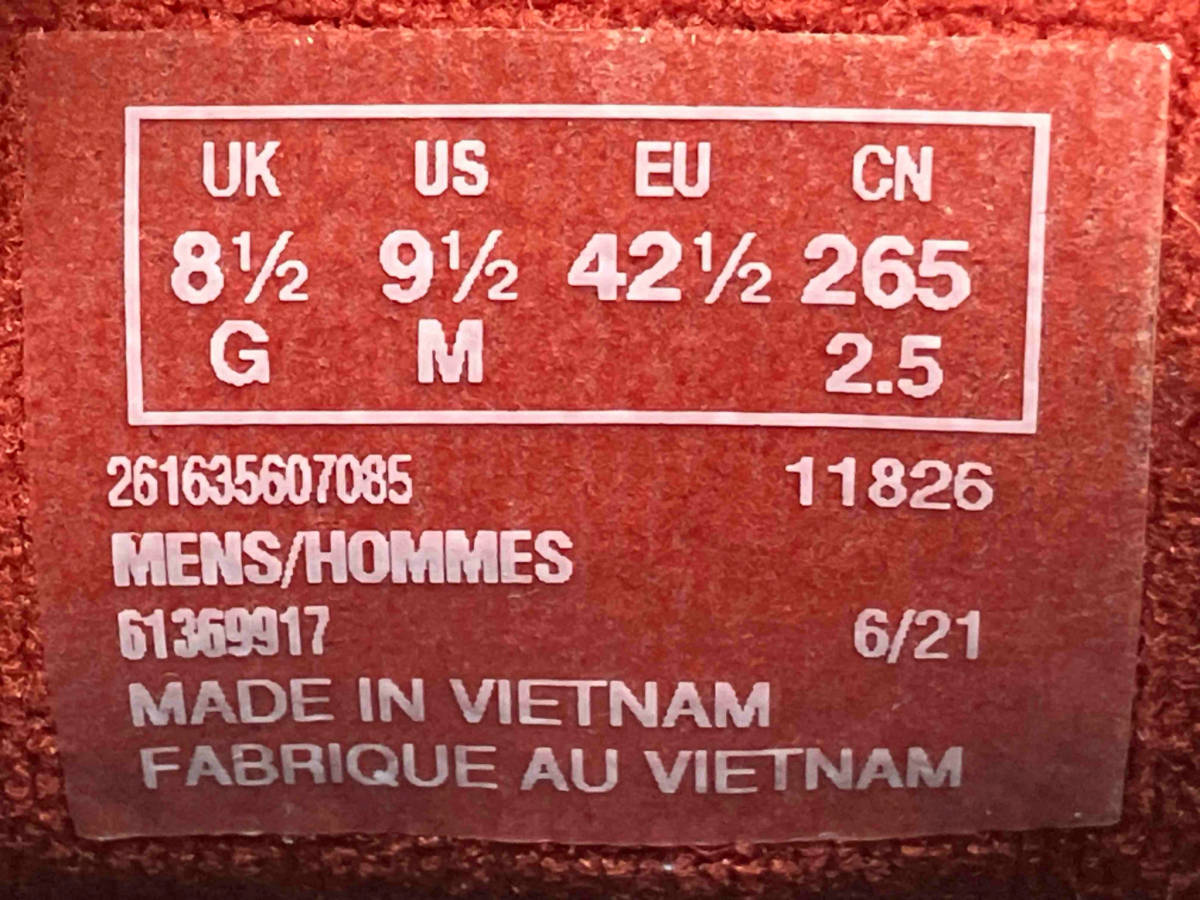 UK US EU CN
8½ 9½ 42½ 265
G M 2.5
261635607085 11826
MENS/HOMMES
61369917 6/21
MADE IN VIETNAM
FABRIQUE AU VIETNAM